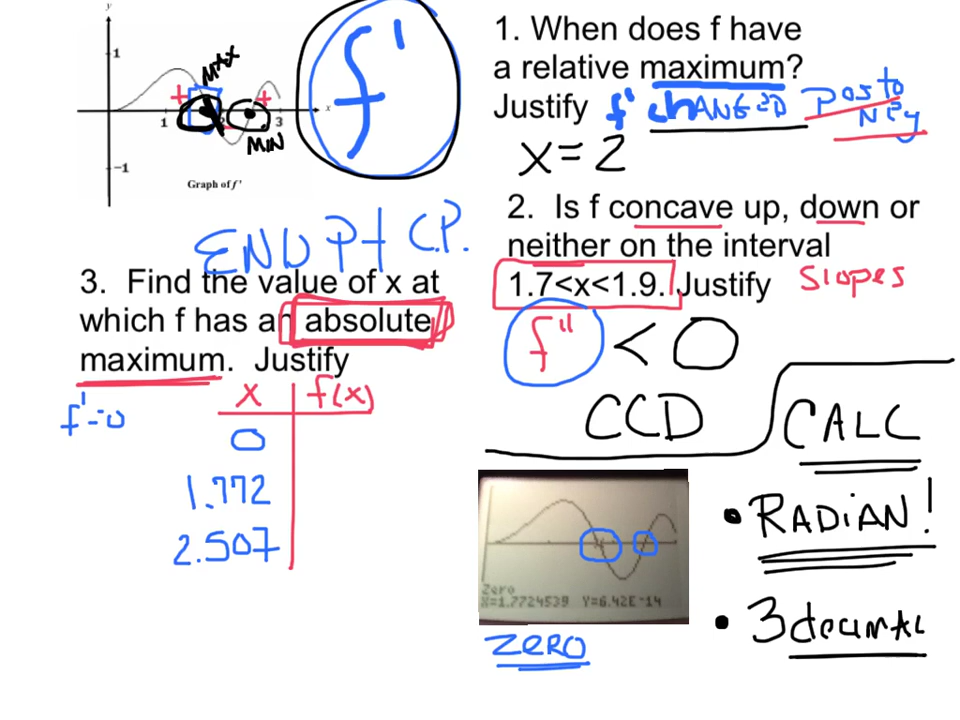 y
1
MAX
+
+
x
1
2
3
MIN
-1
Graph of f'
f'
1. When does f have
a relative maximum?
Justify f' CHANGED pos to
NEG
x=2
2. Is f concave up, down or
neither on the interval
1.7<x<1.9. Justify Slopes
f'' < 0
CCD
END Pt C.P.
3. Find the value of x at
which f has an absolute
maximum. Justify
f'=0
x f(x)
0
1.772
2.507
CALC
• RADiAN!
• 3 decimAL
Zero
X=1.7724539 Y=6.42E-14
ZERO